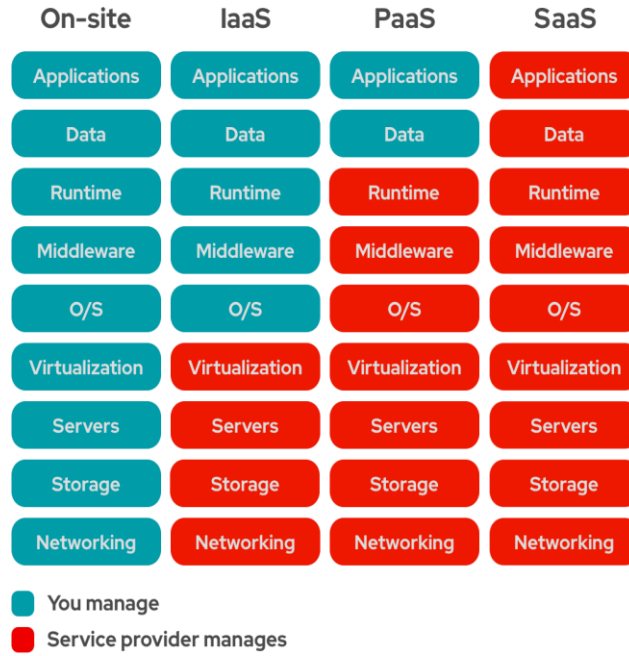 On-site IaaS PaaS SaaS
Applications Applications Applications Applications
Data Data Data Data
Runtime Runtime Runtime Runtime
Middleware Middleware Middleware Middleware
O/S O/S O/S O/S
Virtualization Virtualization Virtualization Virtualization
Servers Servers Servers Servers
Storage Storage Storage Storage
Networking Networking Networking Networking
You manage
Service provider manages